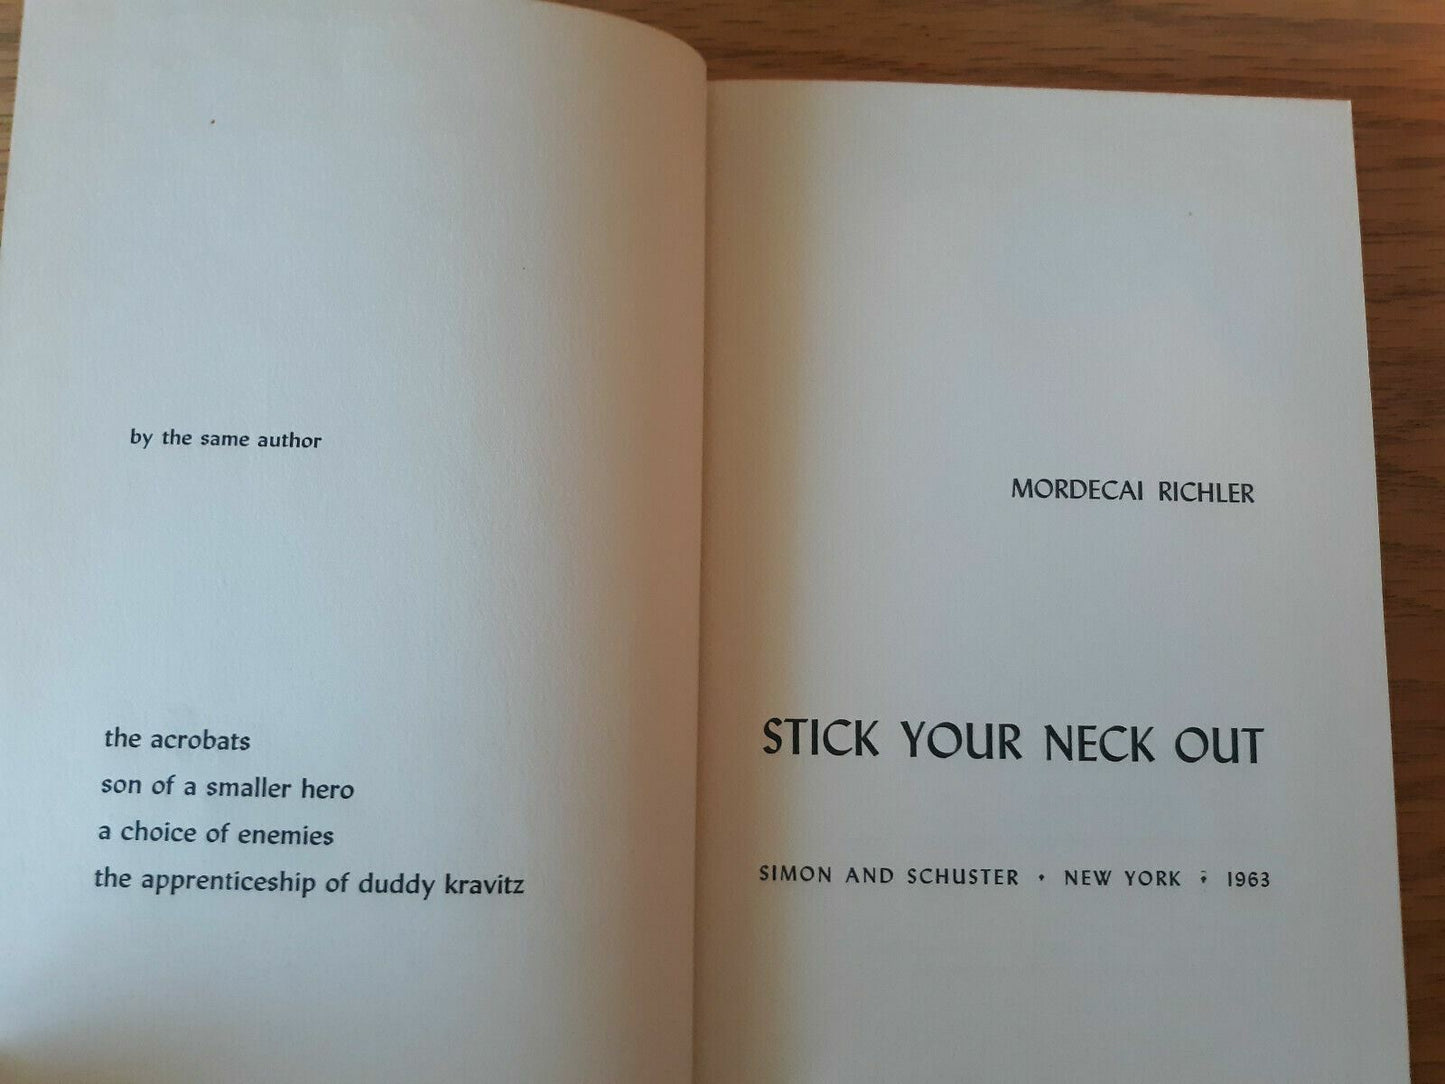 by the same author
the acrobats
son of a smaller hero
a choice of enemies
the apprenticeship of duddy kravitz
MORDECAI RICHLER
STICK YOUR NECK OUT
SIMON AND SCHUSTER • NEW YORK • 1963